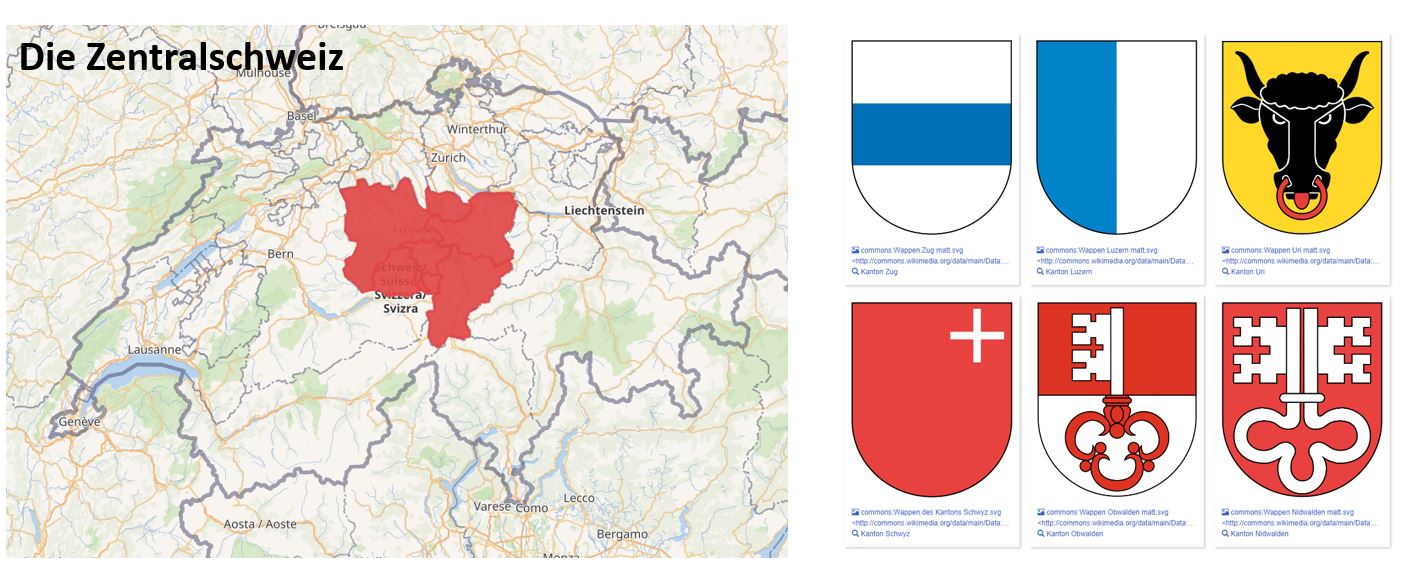 Die Zentralschweiz
Mulhouse
Basel
Winterthur
Zürich
Liechtenstein
Bern
Schweiz/
Suisse/
Svizzera/
Svizra
Lausanne
Genève
Varese
Como
Lecco
Aosta / Aoste
Bergamo
commons:Wappen Zug matt.svg
<http://commons.wikimedia.org/data/main/Data:...
Kanton Zug
commons:Wappen Luzern matt.svg
<http://commons.wikimedia.org/data/main/Data:...
Kanton Luzern
commons:Wappen Uri matt.svg
<http://commons.wikimedia.org/data/main/Data:...
Kanton Uri
commons:Wappen des Kantons Schwyz.svg
<http://commons.wikimedia.org/data/main/Data:...
Kanton Schwyz
commons:Wappen Obwalden matt.svg
<http://commons.wikimedia.org/data/main/Data:...
Kanton Obwalden
commons:Wappen Nidwalden matt.svg
<http://commons.wikimedia.org/data/main/Data:...
Kanton Nidwalden